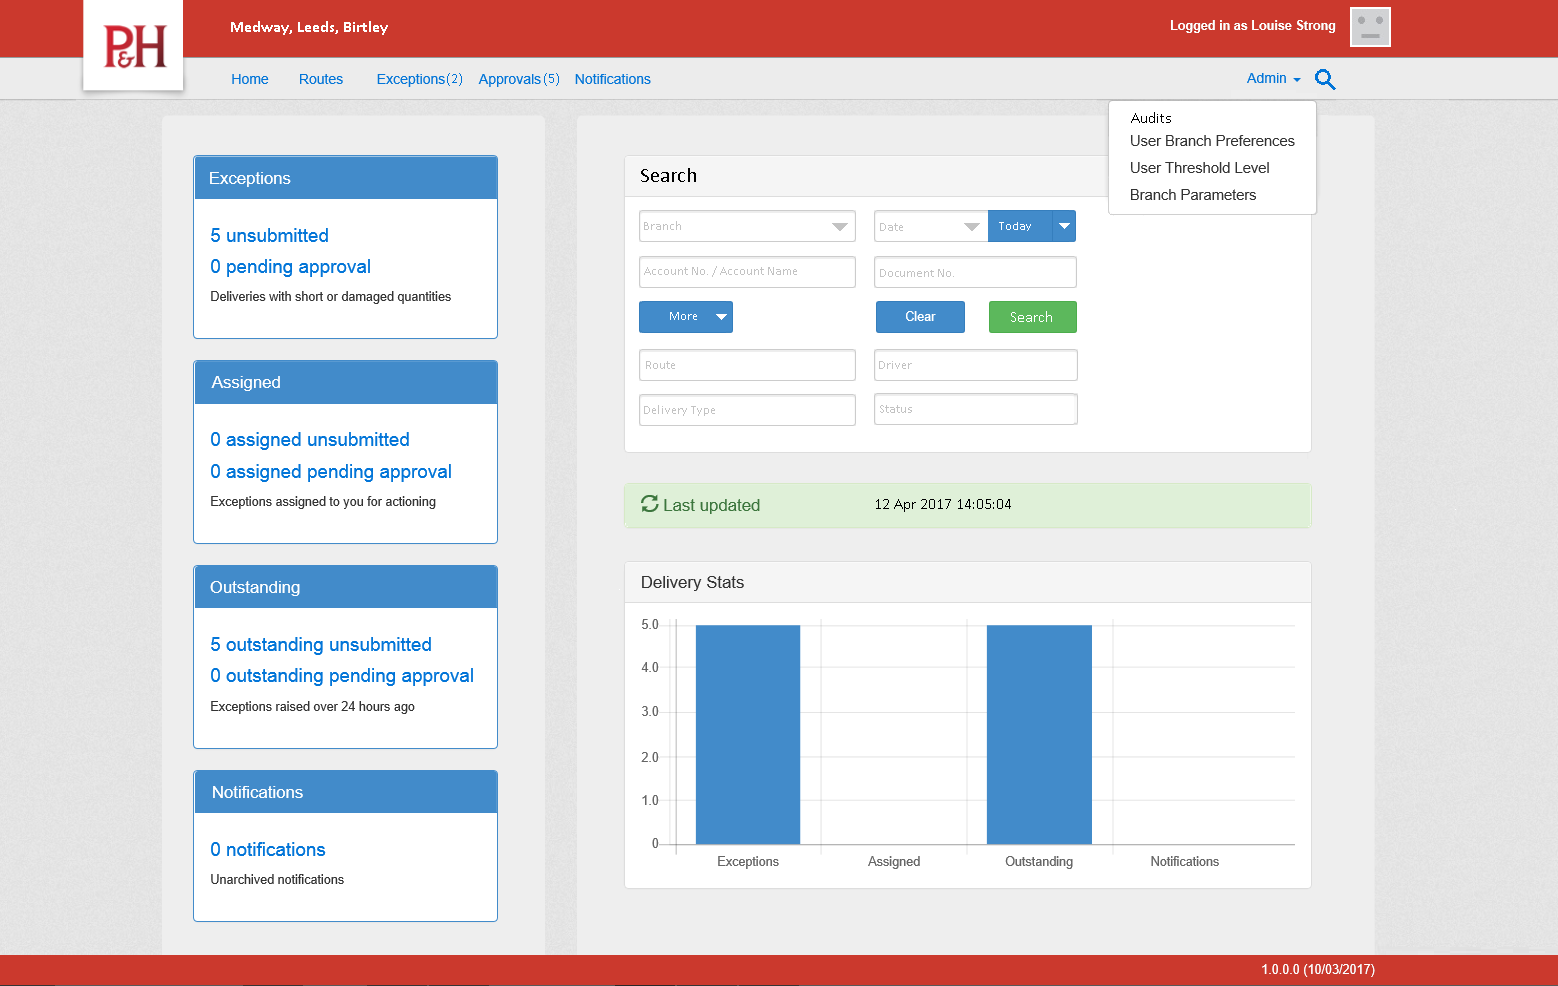 P&H
Medway, Leeds, Birtley
Logged in as Louise Strong
Home Routes Exceptions(2) Approvals(5) Notifications
Admin
Audits
User Branch Preferences
User Threshold Level
Branch Parameters
Exceptions
5 unsubmitted
0 pending approval
Deliveries with short or damaged quantities
Assigned
0 assigned unsubmitted
0 assigned pending approval
Exceptions assigned to you for actioning
Outstanding
5 outstanding unsubmitted
0 outstanding pending approval
Exceptions raised over 24 hours ago
Notifications
0 notifications
Unarchived notifications
Search
Branch Date Today
Account No. / Account Name Document No.
More Clear Search
Route Driver
Delivery Type Status
Last updated 12 Apr 2017 14:05:04
Delivery Stats
5.0
4.0
3.0
2.0
1.0
0
Exceptions Assigned Outstanding Notifications
1.0.0.0 (10/03/2017)